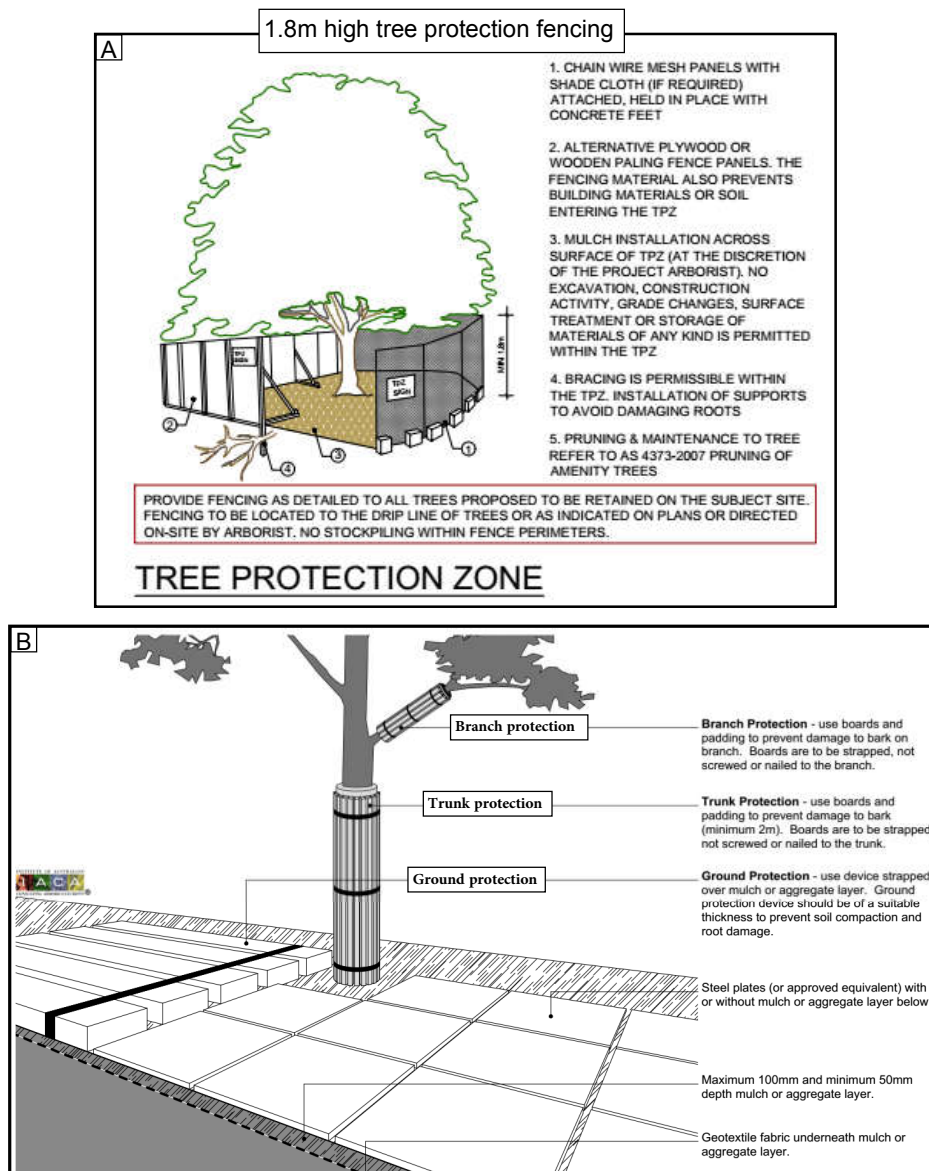 1.8m high tree protection fencing
A
1. CHAIN WIRE MESH PANELS WITH
SHADE CLOTH (IF REQUIRED)
ATTACHED, HELD IN PLACE WITH
CONCRETE FEET
2. ALTERNATIVE PLYWOOD OR
WOODEN PALING FENCE PANELS. THE
FENCING MATERIAL ALSO PREVENTS
BUILDING MATERIALS OR SOIL
ENTERING THE TPZ
3. MULCH INSTALLATION ACROSS
SURFACE OF TPZ (AT THE DISCRETION
OF THE PROJECT ARBORIST). NO
EXCAVATION, CONSTRUCTION
ACTIVITY, GRADE CHANGES, SURFACE
TREATMENT OR STORAGE OF
MATERIALS OF ANY KIND IS PERMITTED
WITHIN THE TPZ
4. BRACING IS PERMISSIBLE WITHIN
THE TPZ. INSTALLATION OF SUPPORTS
TO AVOID DAMAGING ROOTS
5. PRUNING & MAINTENANCE TO TREE
REFER TO AS 4373-2007 PRUNING OF
AMENITY TREES
TPZ
SIGN
TPZ
SIGN
MIN 1.8m
2
4
3
1
PROVIDE FENCING AS DETAILED TO ALL TREES PROPOSED TO BE RETAINED ON THE SUBJECT SITE.
FENCING TO BE LOCATED TO THE DRIP LINE OF TREES OR AS INDICATED ON PLANS OR DIRECTED
ON-SITE BY ARBORIST. NO STOCKPILING WITHIN FENCE PERIMETERS.
TREE PROTECTION ZONE
B
Branch protection
Branch Protection - use boards and
padding to prevent damage to bark on
branch. Boards are to be strapped, not
screwed or nailed to the branch.
Trunk protection
Trunk Protection - use boards and
padding to prevent damage to bark
(minimum 2m). Boards are to be strapped
not screwed or nailed to the trunk.
IACA
®
Ground protection
Ground Protection - use device strapped
over mulch or aggregate layer. Ground
protection device should be of a suitable
thickness to prevent soil compaction and
root damage.
Steel plates (or approved equivalent) with
or without mulch or aggregate layer below
Maximum 100mm and minimum 50mm
depth mulch or aggregate layer.
Geotextile fabric underneath mulch or
aggregate layer.